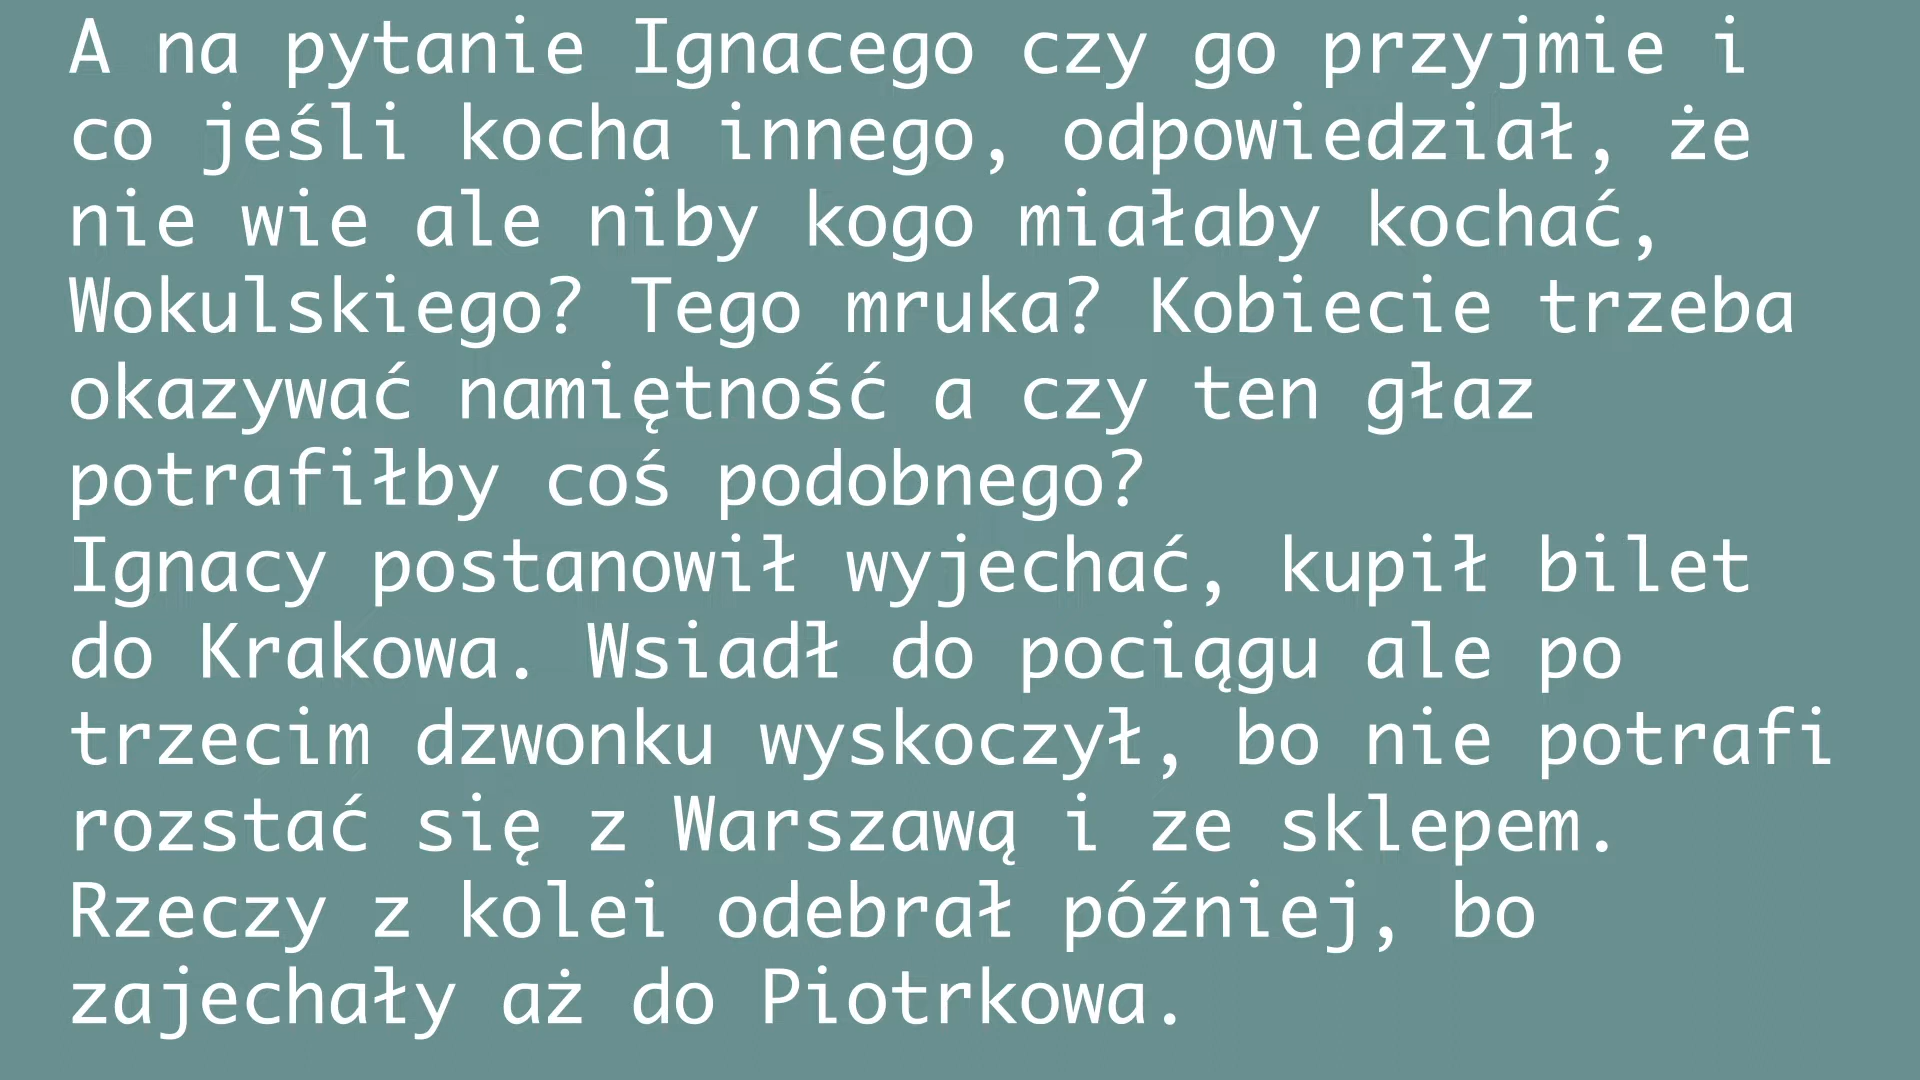 A na pytanie Ignacego czy go przyjmie i
co jeśli kocha innego, odpowiedział, że
nie wie ale niby kogo miałaby kochać,
Wokulskiego? Tego mruka? Kobiecie trzeba
okazywać namiętność a czy ten głaz
potrafiłby coś podobnego?
Ignacy postanowił wyjechać, kupił bilet
do Krakowa. Wsiadł do pociągu ale po
trzecim dzwonku wyskoczył, bo nie potrafi
rozstać się z Warszawą i ze sklepem.
Rzeczy z kolei odebrał później, bo
zajechały aż do Piotrkowa.